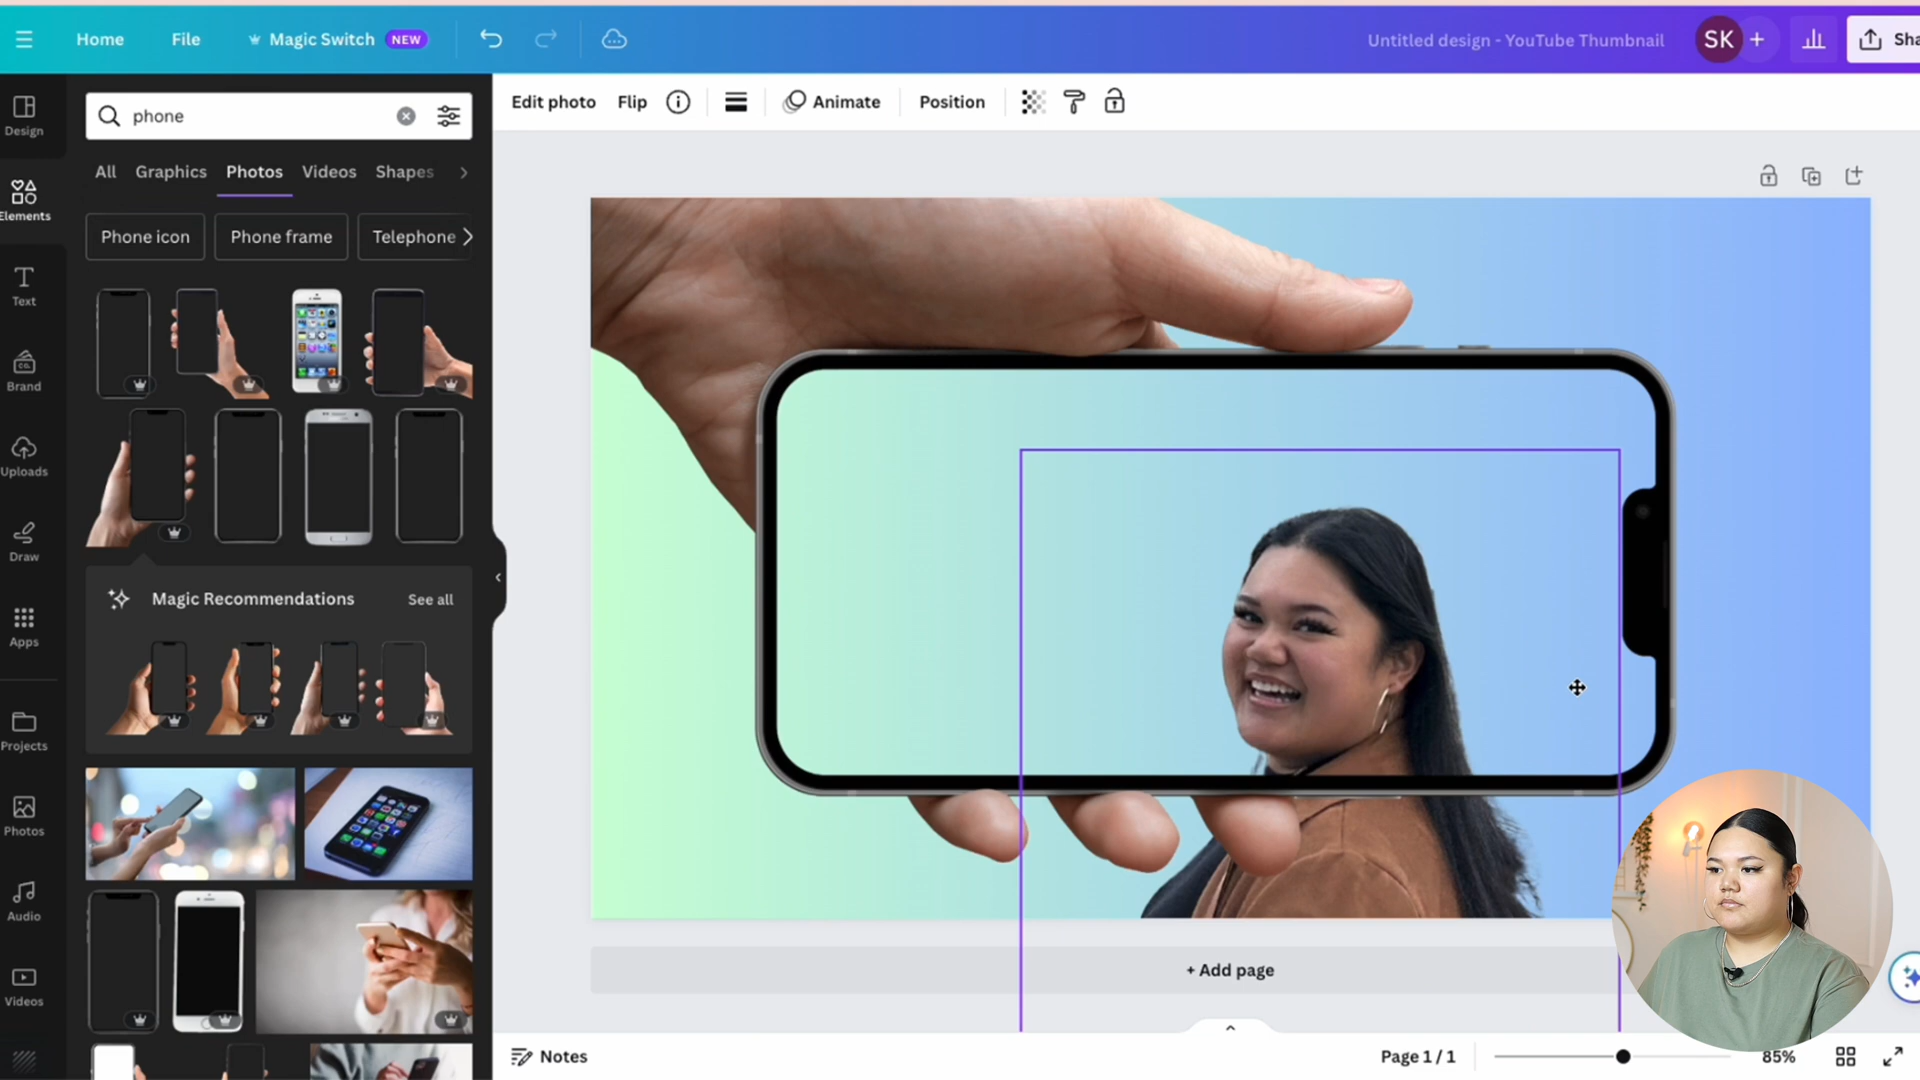 Home File Magic Switch NEW Untitled design - YouTube Thumbnail SK + Sha
Design
Elements
Text
Brand
Uploads
Draw
Apps
Projects
Photos
Audio
Videos
phone
All Graphics Photos Videos Shapes
Phone icon Phone frame Telephone
Magic Recommendations See all
Edit photo Flip Animate Position
+ Add page
Notes Page 1 / 1 85%